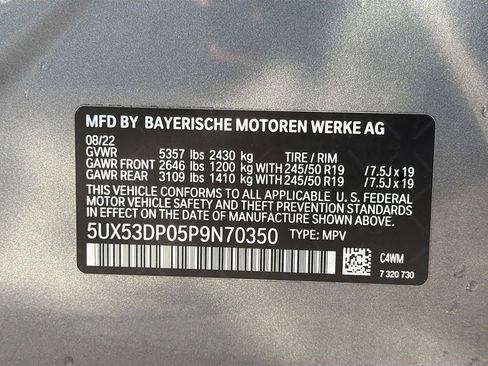 MFD BY BAYERISCHE MOTOREN WERKE AG
08/22
GVWR 5357 lbs 2430 kg TIRE / RIM
GAWR FRONT 2646 lbs 1200 kg WITH 245/50 R19 / 7.5J x 19
GAWR REAR 3109 lbs 1410 kg WITH 245/50 R19 / 7.5J x 19
THIS VEHICLE CONFORMS TO ALL APPLICABLE U.S. FEDERAL
MOTOR VEHICLE SAFETY AND THEFT PREVENTION STANDARDS
IN EFFECT ON THE DATE OF MANUFACTURE SHOWN ABOVE.
5UX53DP05P9N70350 TYPE: MPV
C4WM
7 320 730